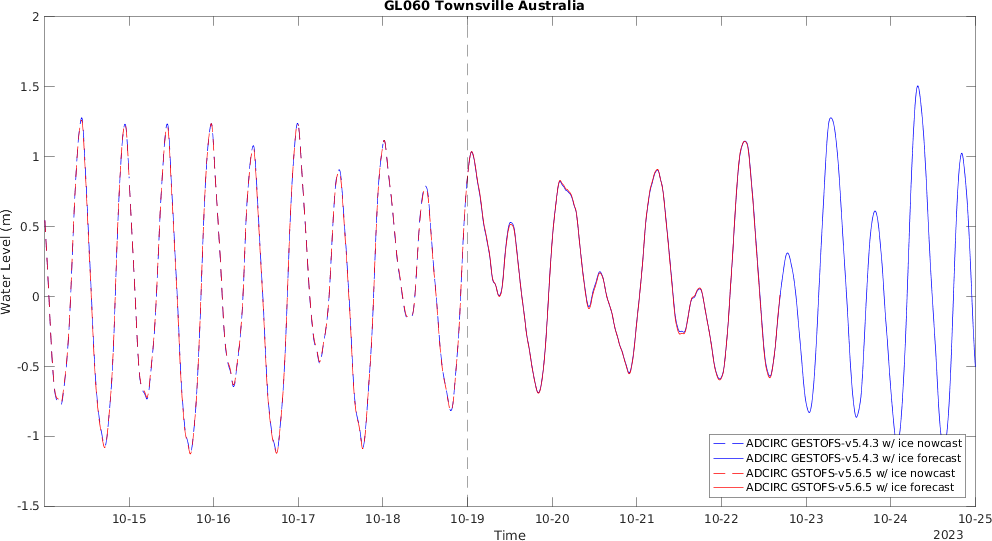 GL060 Townsville Australia
2
1.5
1
0.5
0
-0.5
-1
-1.5
Water Level (m)
10-15 10-16 10-17 10-18 10-19 10-20 10-21 10-22 10-23 10-24 10-25
Time
2023
ADCIRC GESTOFS-v5.4.3 w/ ice nowcast
ADCIRC GESTOFS-v5.4.3 w/ ice forecast
ADCIRC GSTOFS-v5.6.5 w/ ice nowcast
ADCIRC GSTOFS-v5.6.5 w/ ice forecast